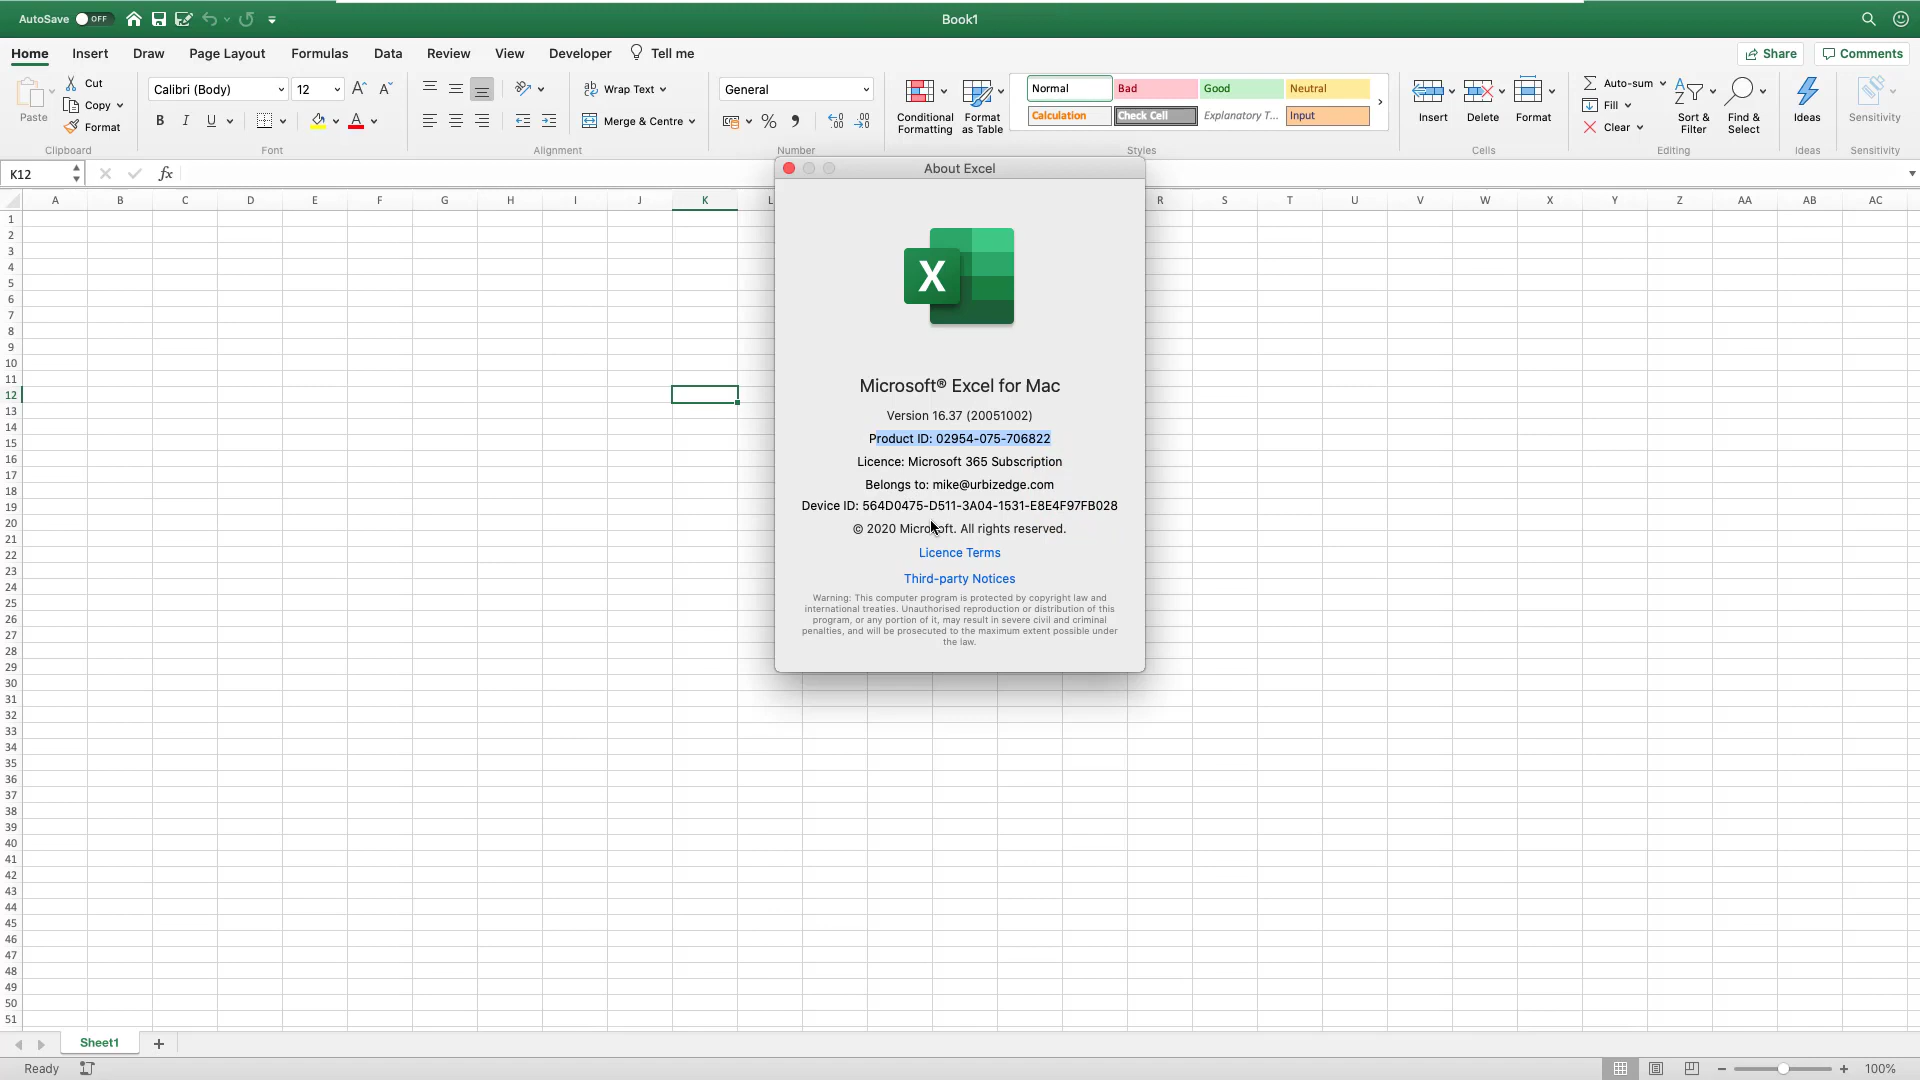 AutoSave OFF
Book1
Home Insert Draw Page Layout Formulas Data Review View Developer Tell me
Share Comments
Paste
Cut
Copy
Format
Clipboard
Calibri (Body) 12 A A
B I U A
Font
ab Wrap Text
Merge & Centre
Alignment
General
% 9 .00 .00
Number
Conditional Formatting
Format as Table
Normal Bad Good Neutral
Calculation Check Cell Explanatory T... Input
Styles
Insert Delete Format
Cells
Auto-sum
Fill
Clear
Sort & Filter
Find & Select
Editing
Ideas
Ideas
Sensitivity
Sensitivity
K12 fx
A B C D E F G H I J K L R S T U V W X Y Z AA AB AC
1
2
3
4
5
6
7
8
9
10
11
12
13
14
15
16
17
18
19
20
21
22
23
24
25
26
27
28
29
30
31
32
33
34
35
36
37
38
39
40
41
42
43
44
45
46
47
48
49
50
51
About Excel
X
Microsoft® Excel for Mac
Version 16.37 (20051002)
Product ID: 02954-075-706822
Licence: Microsoft 365 Subscription
Belongs to: mike@urbizedge.com
Device ID: 564D0475-D511-3A04-1531-E8E4F97FB028
© 2020 Microsoft. All rights reserved.
Licence Terms
Third-party Notices
Warning: This computer program is protected by copyright law and
international treaties. Unauthorised reproduction or distribution of this
program, or any portion of it, may result in severe civil and criminal
penalties, and will be prosecuted to the maximum extent possible under
the law.
Sheet1 +
Ready
100%